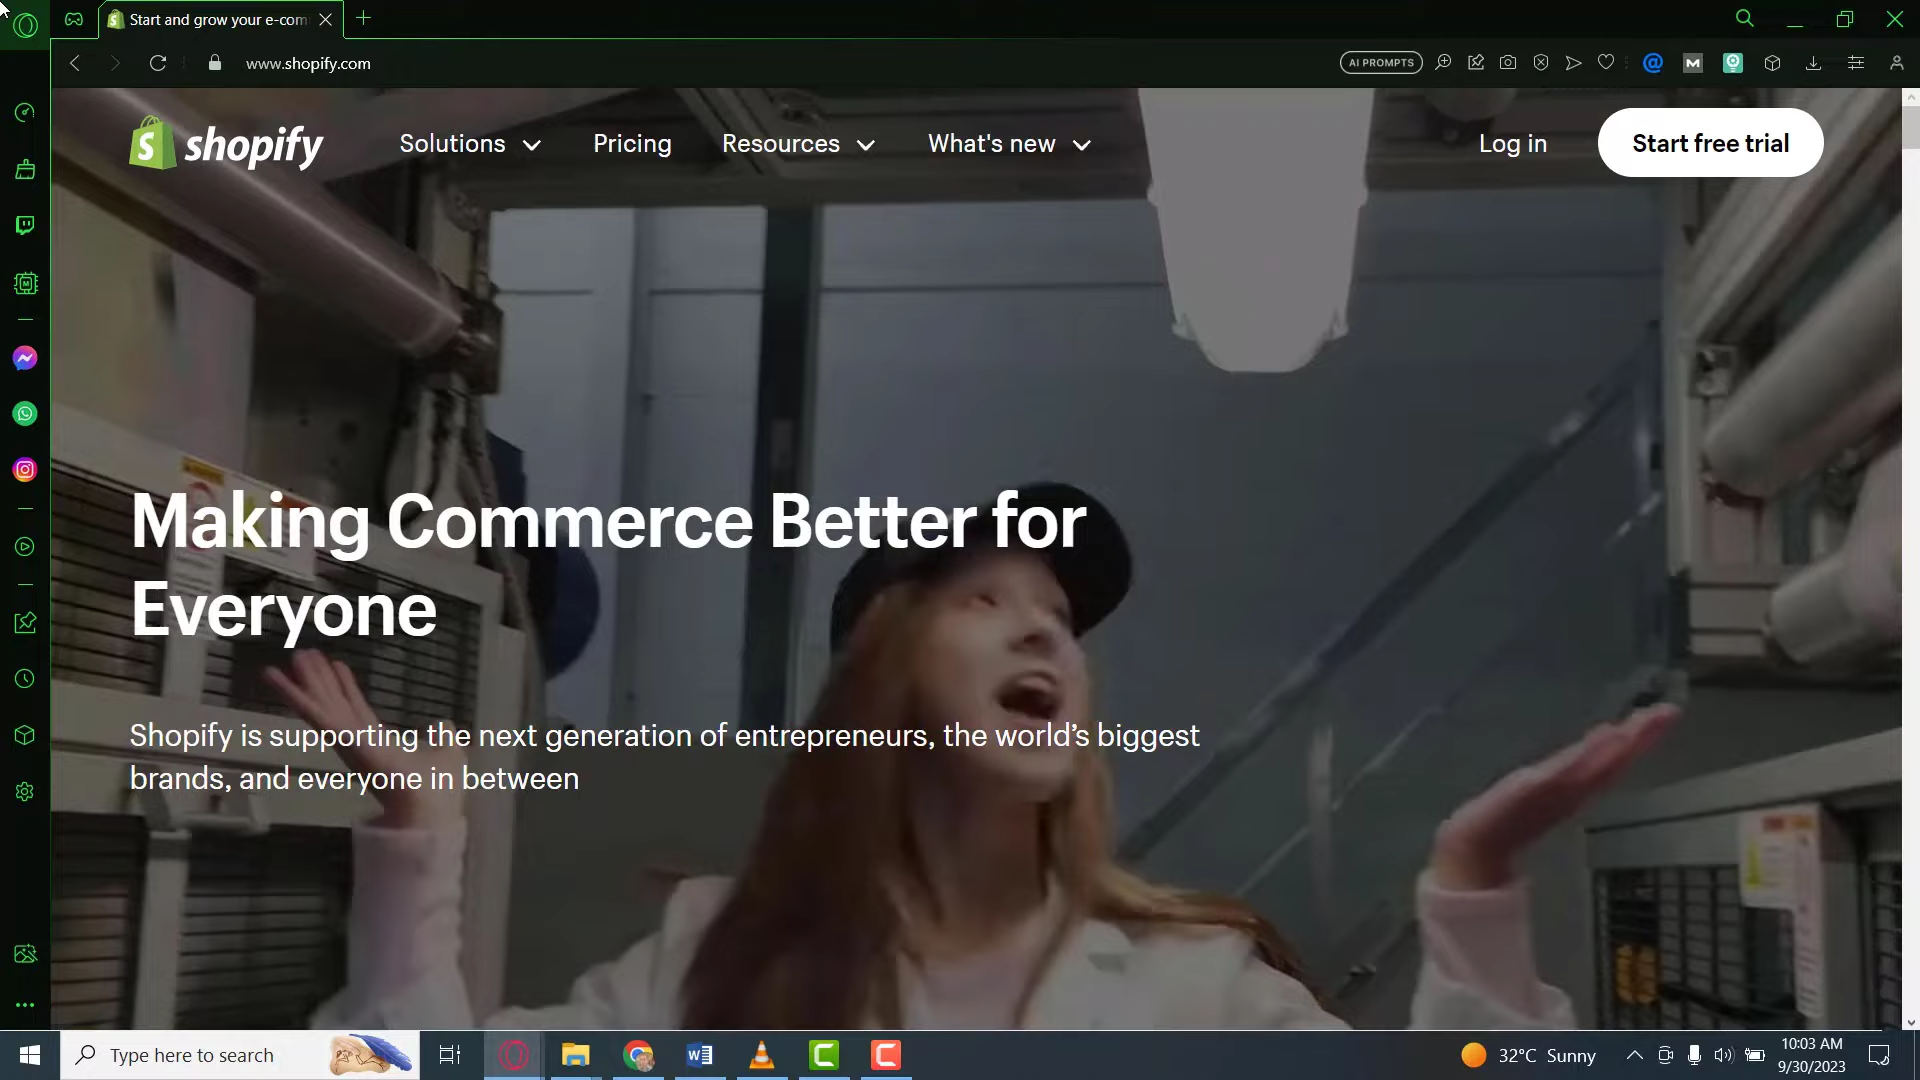 Start and grow your e-com
www.shopify.com
AI PROMPTS
shopify
Solutions
Pricing
Resources
What's new
Log in
Start free trial
Making Commerce Better for
Everyone
Shopify is supporting the next generation of entrepreneurs, the world’s biggest
brands, and everyone in between
Type here to search
32°C Sunny
10:03 AM
9/30/2023